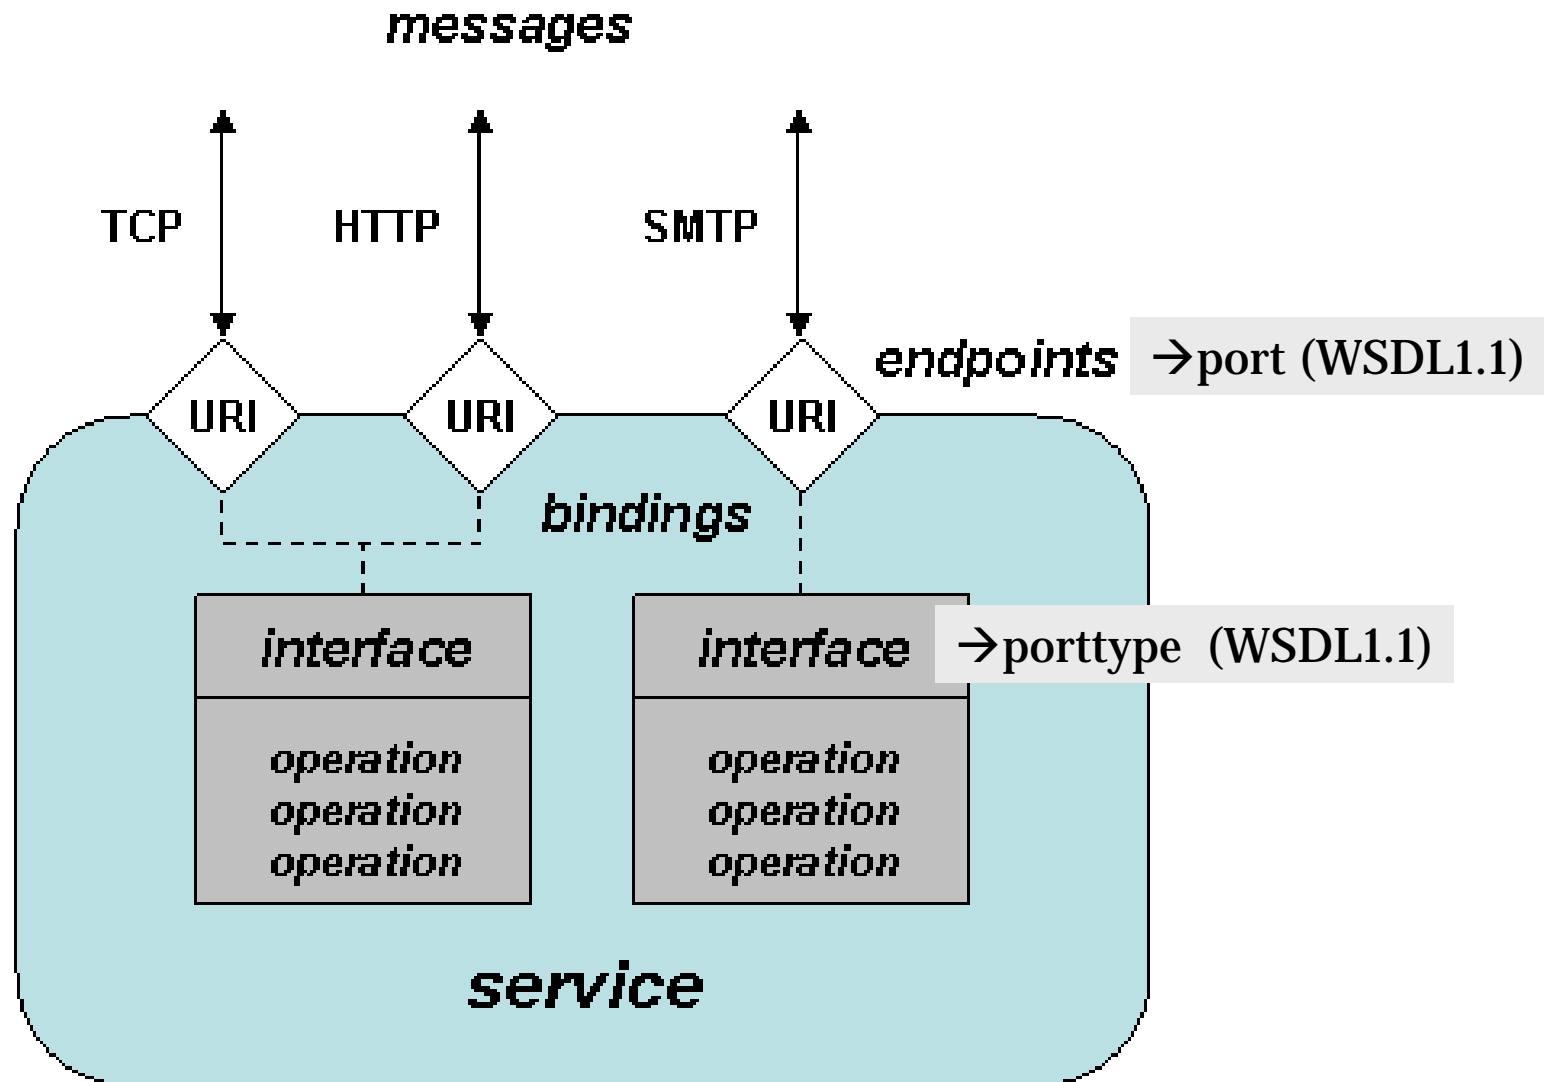 messages
TCP HTTP SMTP
endpoints →port (WSDL1.1)
URI URI URI
bindings
interface interface →porttype (WSDL1.1)
operation operation
operation operation
operation operation
service